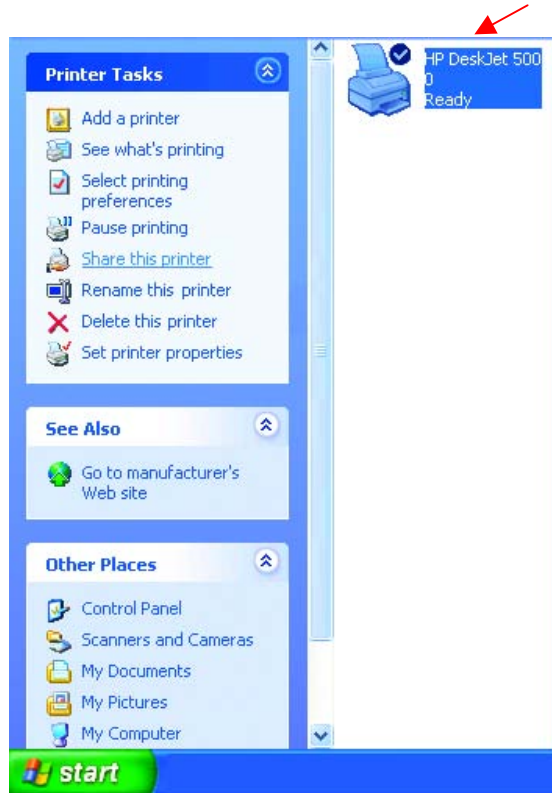 Printer Tasks
Add a printer
See what's printing
Select printing
preferences
Pause printing
Share this printer
Rename this printer
Delete this printer
Set printer properties
See Also
Go to manufacturer's
Web site
Other Places
Control Panel
Scanners and Cameras
My Documents
My Pictures
My Computer
HP DeskJet 500
0
Ready
start